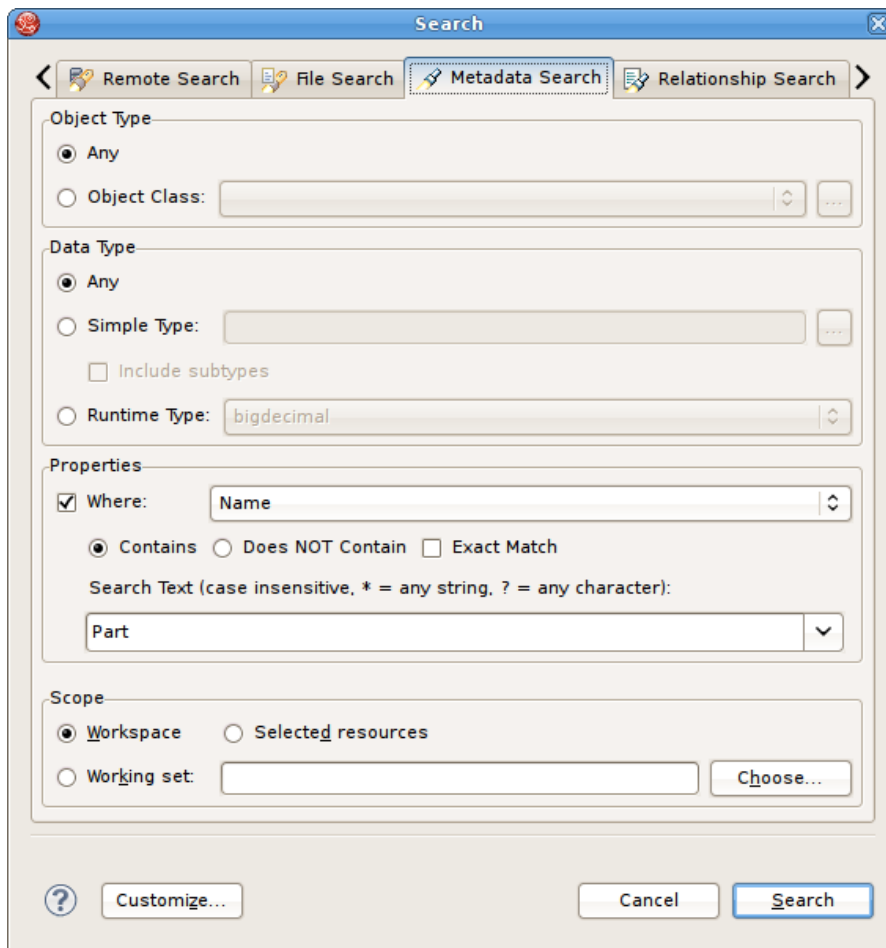 Search
Remote Search File Search Metadata Search Relationship Search
Object Type
Any
Object Class: ...
Data Type
Any
Simple Type: ...
Include subtypes
Runtime Type: bigdecimal
Properties
Where: Name
Contains Does NOT Contain Exact Match
Search Text (case insensitive, * = any string, ? = any character):
Part
Scope
Workspace Selected resources
Working set: Choose...
? Customize... Cancel Search